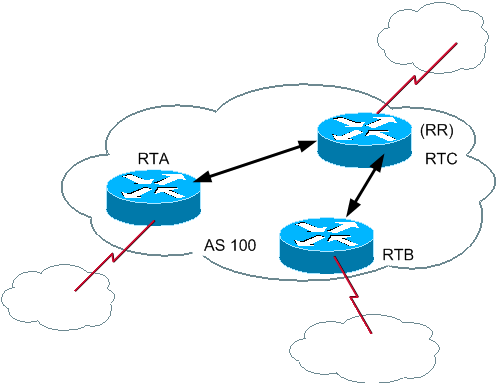 (RR)
RTC
RTA
AS 100
RTB